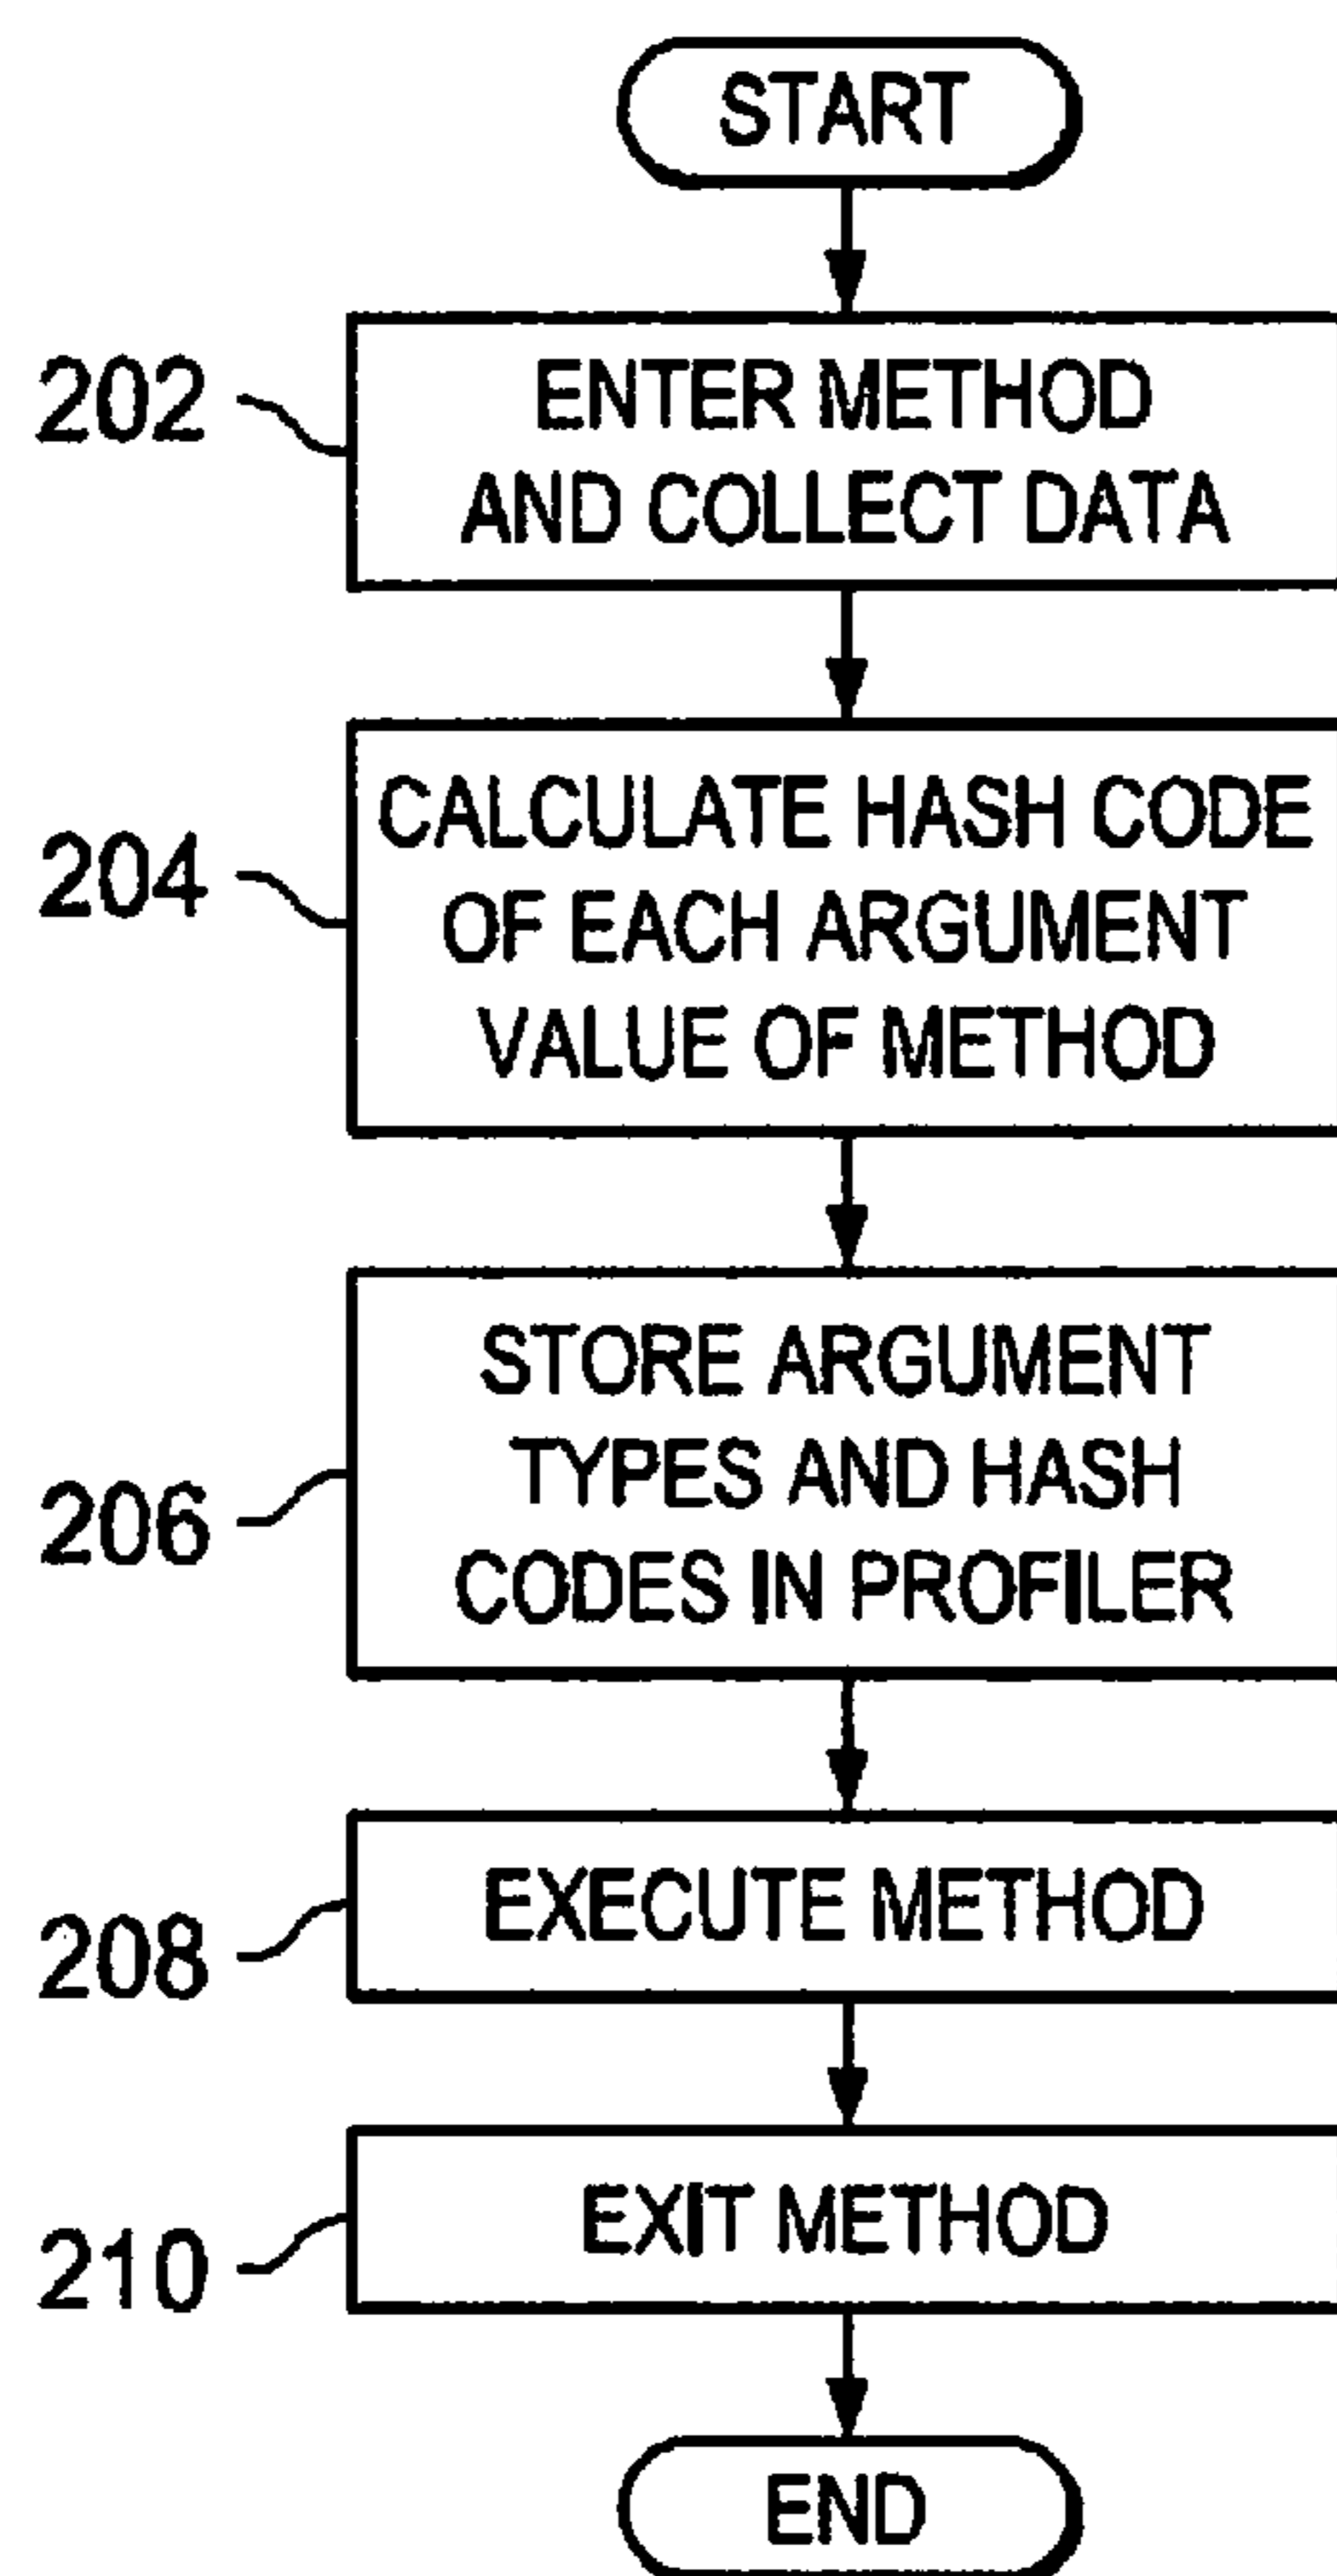 START
202
ENTER METHOD
AND COLLECT DATA
204
CALCULATE HASH CODE
OF EACH ARGUMENT
VALUE OF METHOD
206
STORE ARGUMENT
TYPES AND HASH
CODES IN PROFILER
208
EXECUTE METHOD
210
EXIT METHOD
END